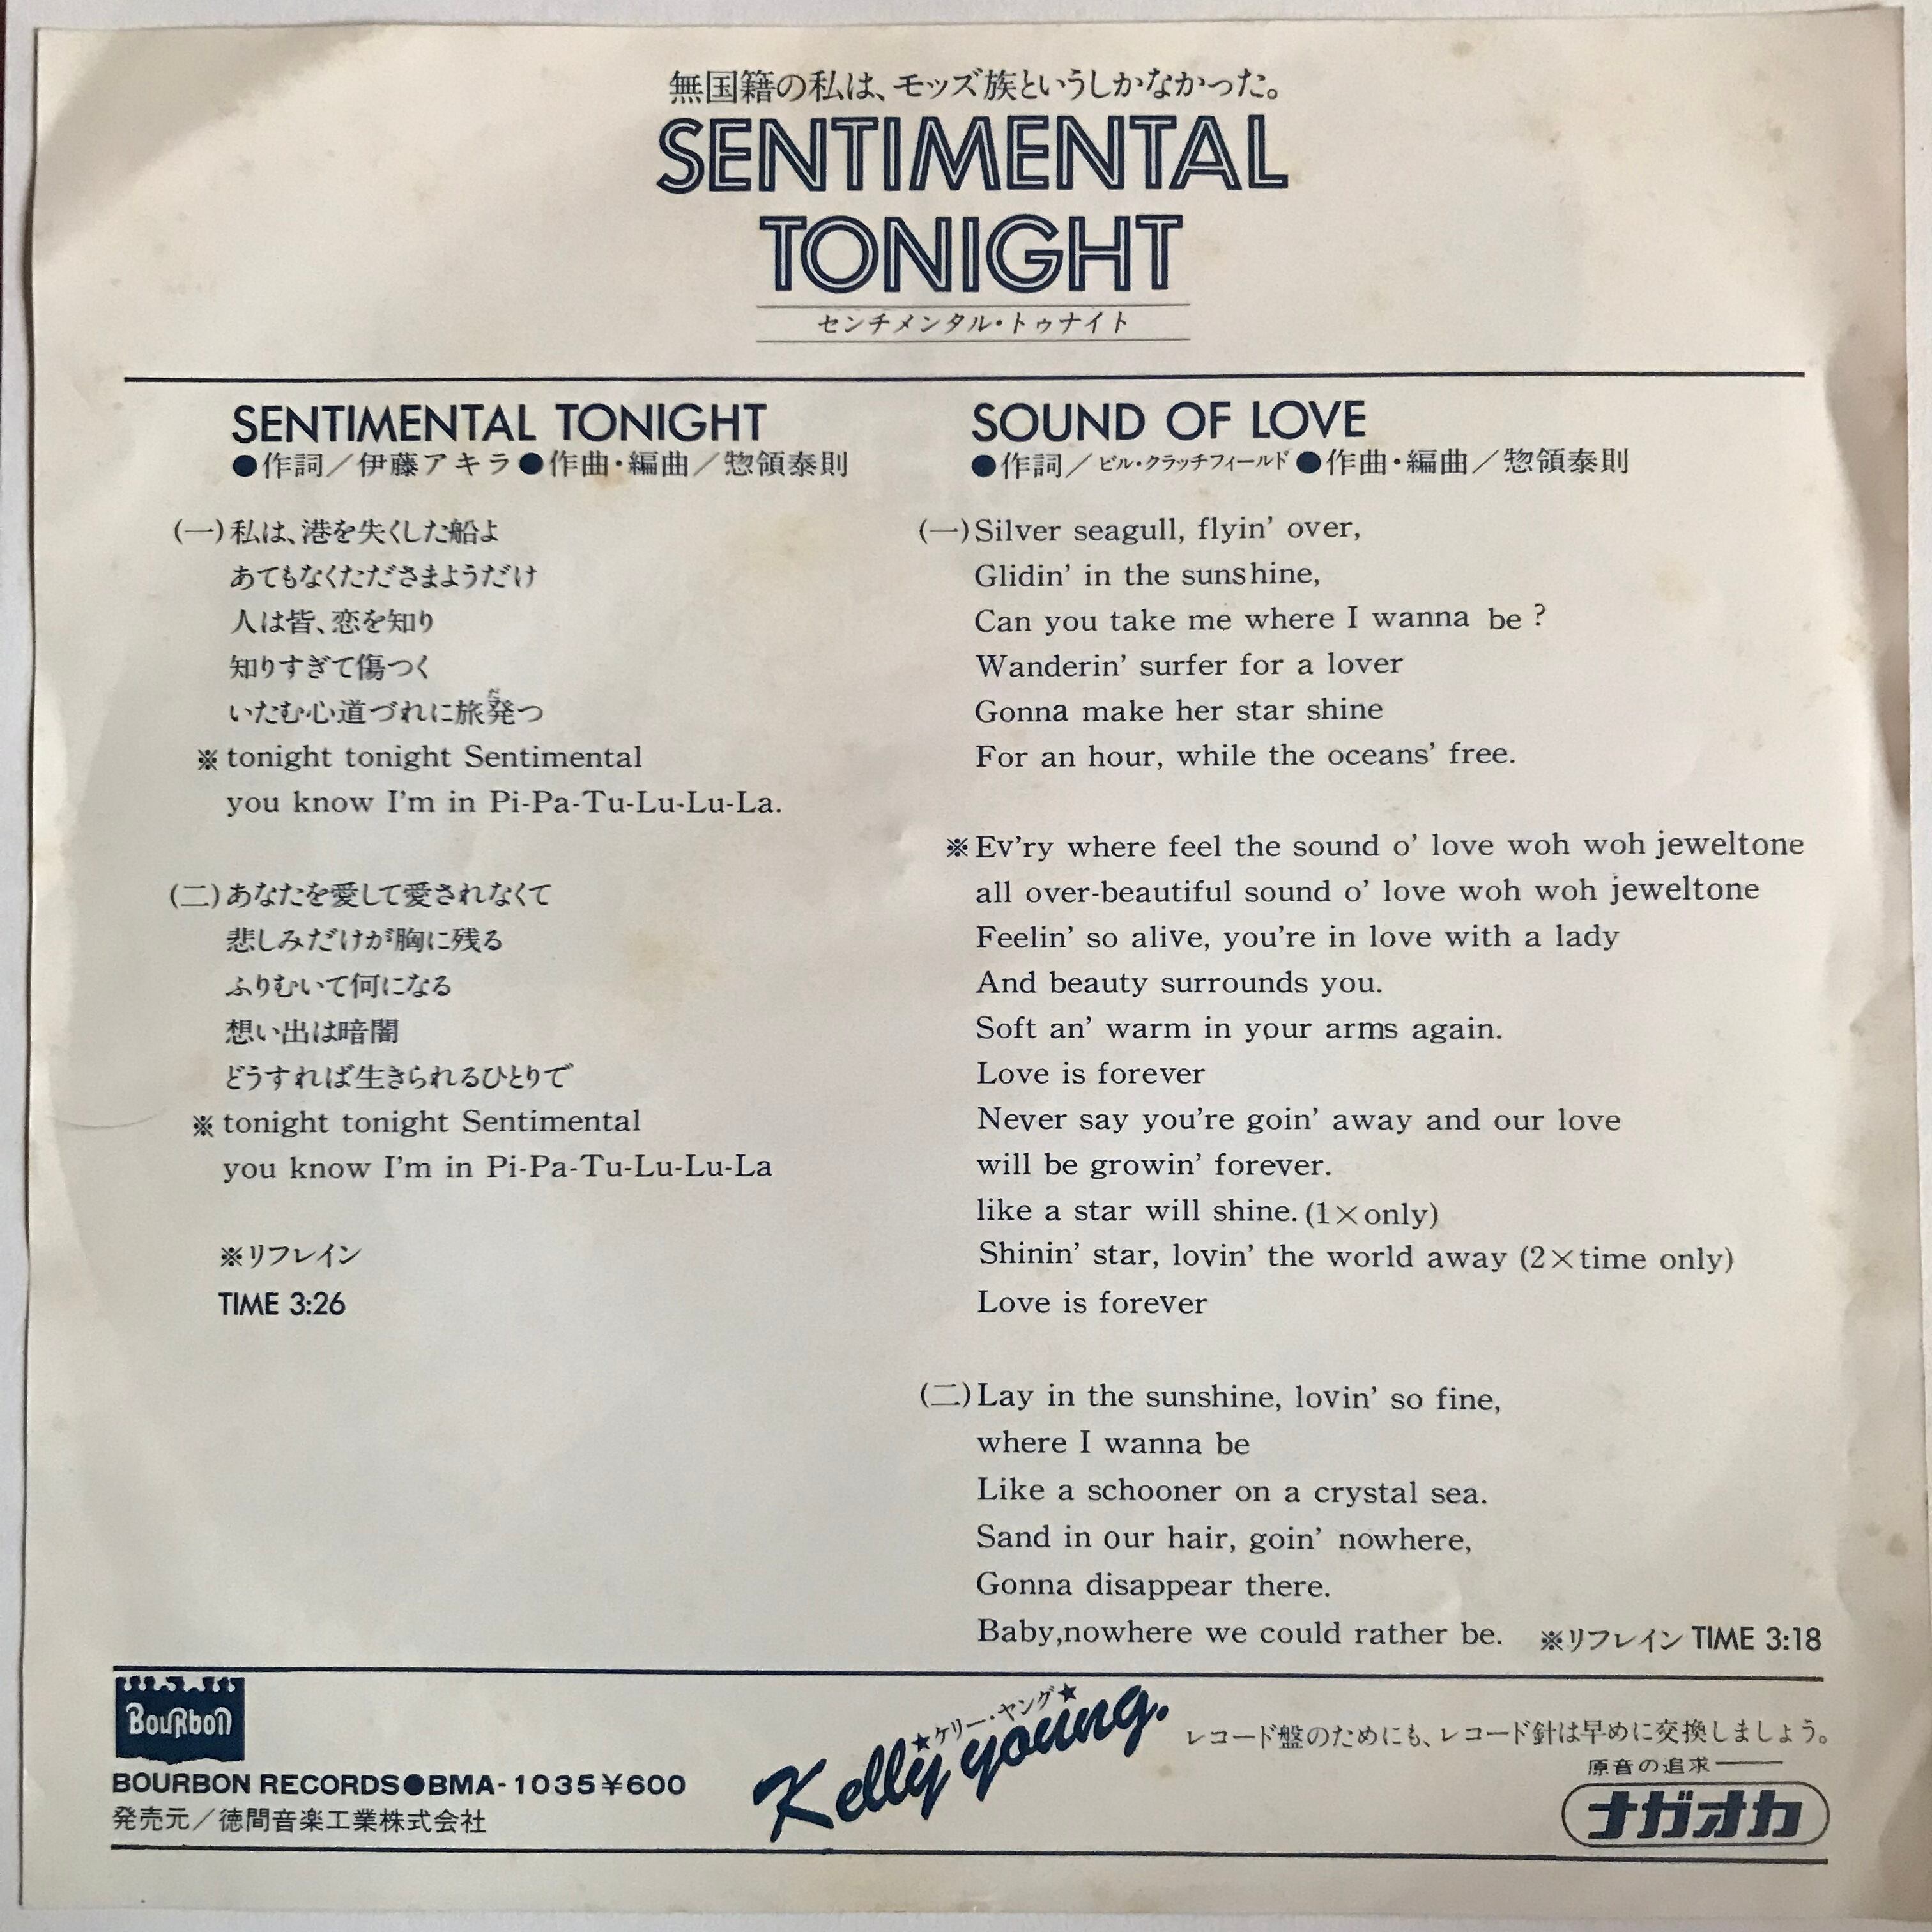 無国籍の私は、モッズ族というしかなかった。
SENTIMENTAL
TONIGHT
センチメンタル・トゥナイト
SENTIMENTAL TONIGHT
●作詞／伊藤アキラ●作曲・編曲／惣領泰則
(一)私は、港を失くした船よ
あてもなくたださまようだけ
人は皆、恋を知り
知りすぎて傷つく
いたむ心道づれに旅発つ
※tonight tonight Sentimental
you know I'm in Pi-Pa-Tu-Lu-Lu-La.
(二)あなたを愛して愛されなくて
悲しみだけが胸に残る
ふりむいて何になる
想い出は暗闇
どうすれば生きられるひとりで
※tonight tonight Sentimental
you know I'm in Pi-Pa-Tu-Lu-Lu-La
※リフレイン
TIME 3:26
SOUND OF LOVE
●作詞／ビル・クラッチフィールド●作曲・編曲／惣領泰則
(一)Silver seagull, flyin' over,
Glidin' in the sunshine,
Can you take me where I wanna be ?
Wanderin' surfer for a lover
Gonna make her star shine
For an hour, while the oceans' free.
※Ev'ry where feel the sound o' love woh woh jeweltone
all over-beautiful sound o' love woh woh jeweltone
Feelin' so alive, you're in love with a lady
And beauty surrounds you.
Soft an' warm in your arms again.
Love is forever
Never say you're goin' away and our love
will be growin' forever.
like a star will shine. (1×only)
Shinin' star, lovin' the world away (2×time only)
Love is forever
(二)Lay in the sunshine, lovin' so fine,
where I wanna be
Like a schooner on a crystal sea.
Sand in our hair, goin' nowhere,
Gonna disappear there.
Baby,nowhere we could rather be. ※リフレイン TIME 3:18
BouRboN
BOURBON RECORDS●BMA-1035¥600
発売元／徳間音楽工業株式会社
★ケリー・ヤング★
Kelly young.
レコード盤のためにも、レコード針は早めに交換しましょう。
原音の追求——
ナガオカ